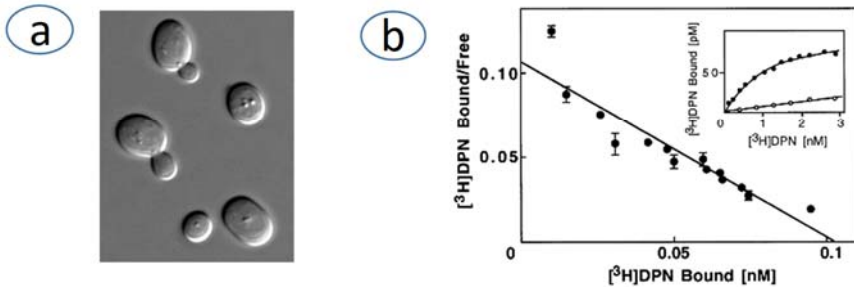 a
b
[³H]DPN Bound/Free
0.10
0.05
0
0.05
0.1
[³H]DPN Bound [nM]
[³H]DPN Bound [pM]
50
0
1
2
3
[³H]DPN [nM]